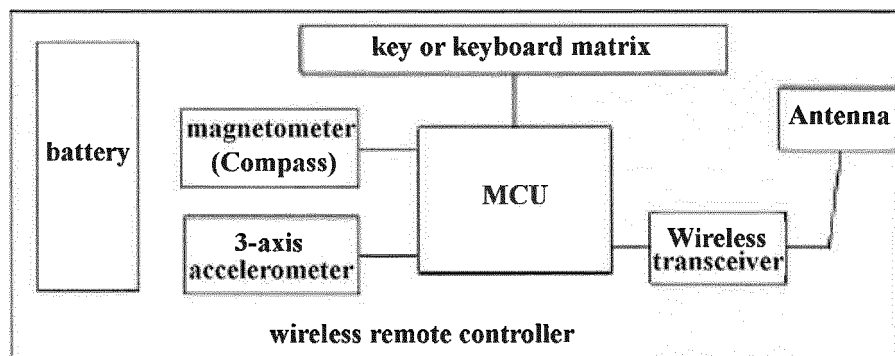 key or keyboard matrix
battery
magnetometer
(Compass)
Antenna
MCU
3-axis
accelerometer
Wireless
transceiver
wireless remote controller